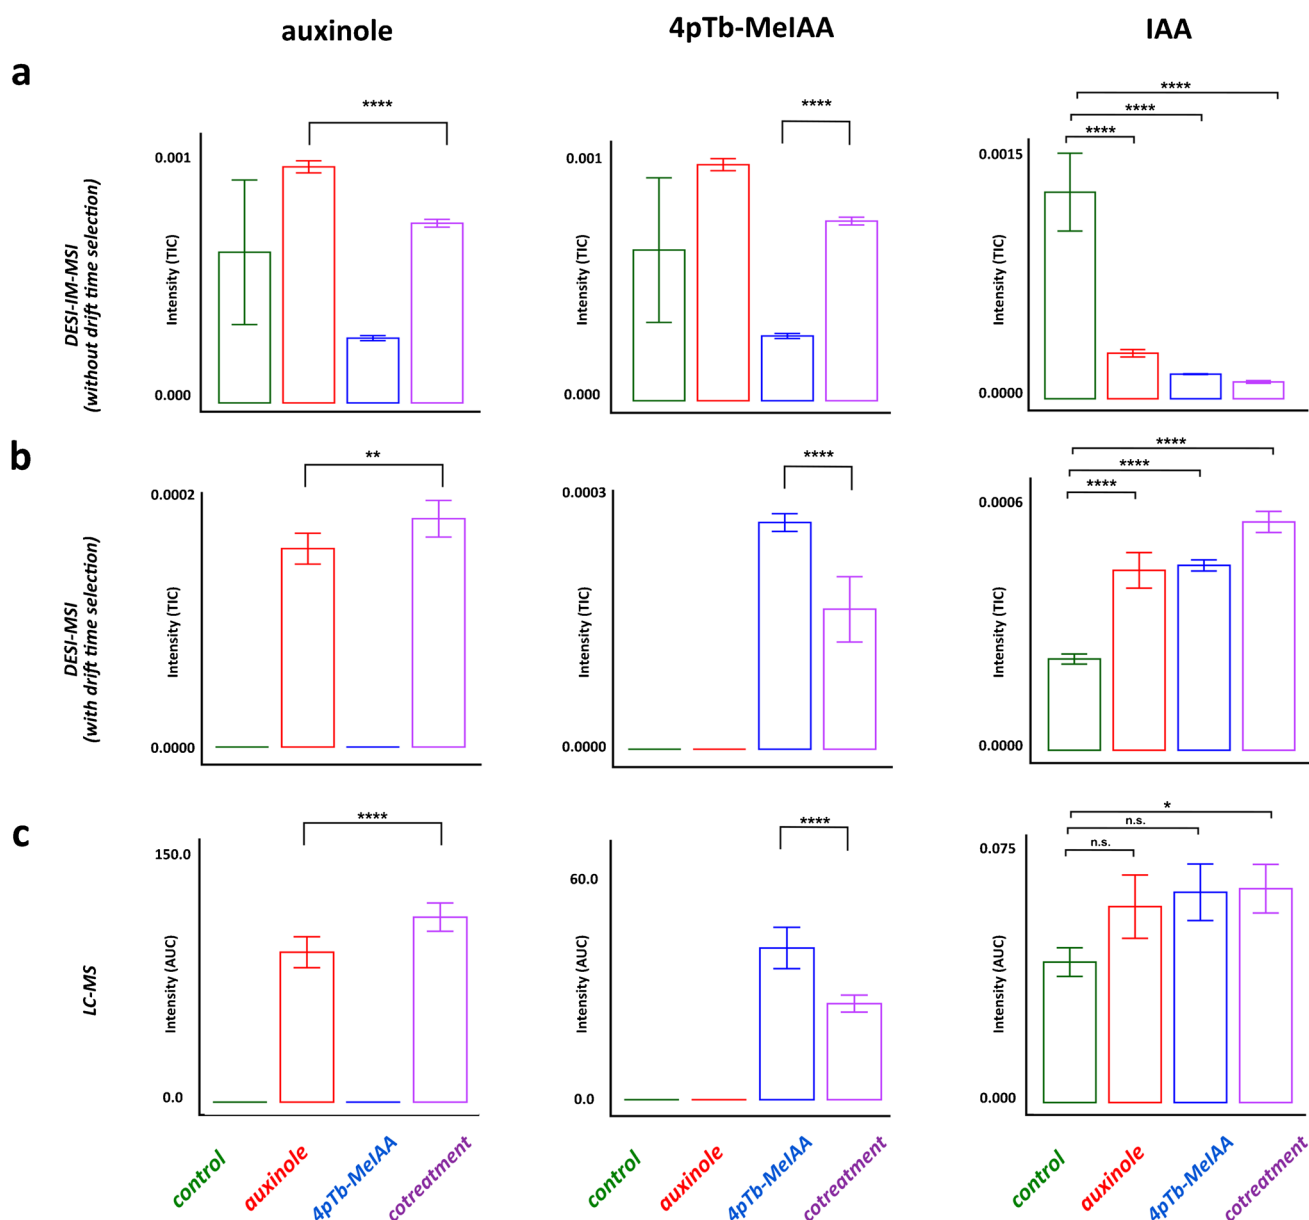 auxinole
4pTb-MeIAA
IAA
a
DESI-IM-MSI
(without drift time selection)
Intensity (TIC)
0.001
0.000
****
Intensity (TIC)
0.001
0.000
****
Intensity (TIC)
0.0015
0.0000
****
****
****
b
DESI-MSI
(with drift time selection)
Intensity (TIC)
0.0002
0.0000
**
Intensity (TIC)
0.0003
0.0000
****
Intensity (TIC)
0.0006
0.0000
****
****
****
c
LC-MS
Intensity (AUC)
150.0
0.0
****
Intensity (AUC)
60.0
0.0
****
Intensity (AUC)
0.075
0.000
*
n.s.
n.s.
control
auxinole
4pTb-MeIAA
cotreatment
control
auxinole
4pTb-MeIAA
cotreatment
control
auxinole
4pTb-MeIAA
cotreatment